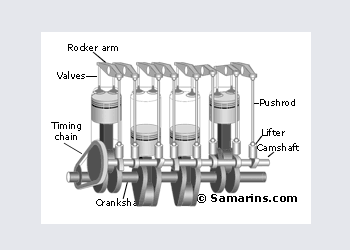 Rocker arm
Valves
Pushrod
Timing
chain
Lifter
Camshaft
Cranksha
© Samarins.com